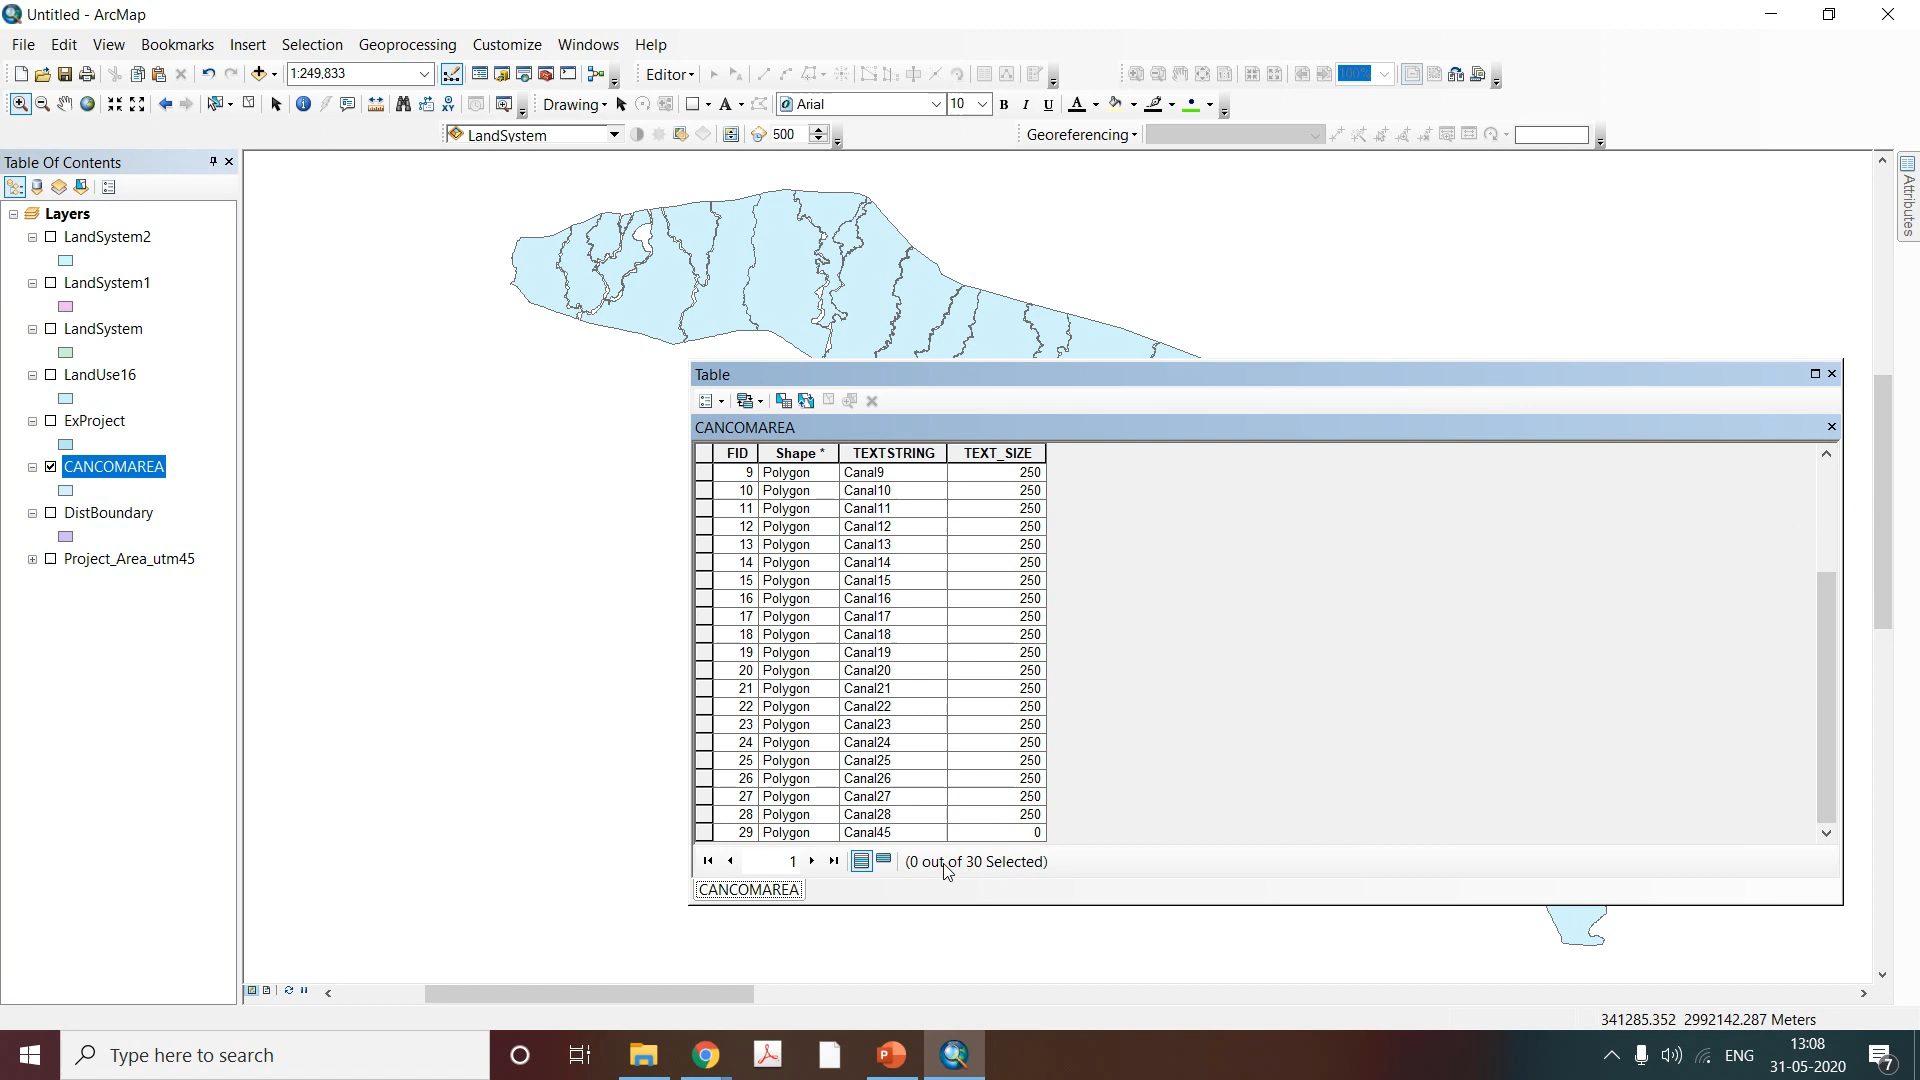 Untitled - ArcMap
File Edit View Bookmarks Insert Selection Geoprocessing Customize Windows Help
1:249,833 Editor 100%
Drawing A Arial 10 B I U A
LandSystem 500 Georeferencing
Table Of Contents
Attributes
Layers
LandSystem2
LandSystem1
LandSystem
LandUse16
ExProject
CANCOMAREA
DistBoundary
Project_Area_utm45
Table
CANCOMAREA
FID Shape * TEXTSTRING TEXT_SIZE
9 Polygon Canal9 250
10 Polygon Canal10 250
11 Polygon Canal11 250
12 Polygon Canal12 250
13 Polygon Canal13 250
14 Polygon Canal14 250
15 Polygon Canal15 250
16 Polygon Canal16 250
17 Polygon Canal17 250
18 Polygon Canal18 250
19 Polygon Canal19 250
20 Polygon Canal20 250
21 Polygon Canal21 250
22 Polygon Canal22 250
23 Polygon Canal23 250
24 Polygon Canal24 250
25 Polygon Canal25 250
26 Polygon Canal26 250
27 Polygon Canal27 250
28 Polygon Canal28 250
29 Polygon Canal45 0
1 (0 out of 30 Selected)
CANCOMAREA
341285.352 2992142.287 Meters
Type here to search
ENG
13:08
31-05-2020
7